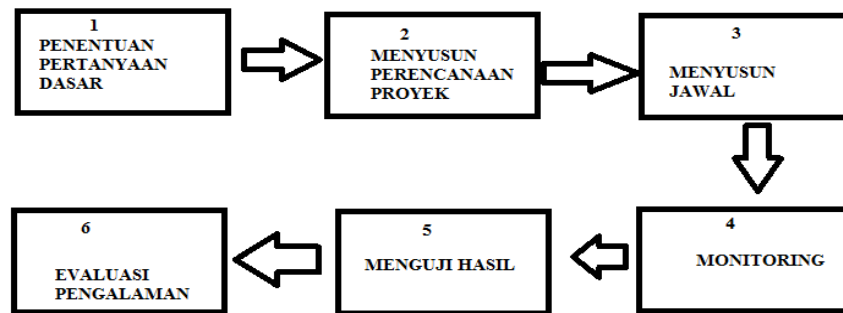 1
PENENTUAN
PERTANYAAN
DASAR
2
MENYUSUN
PERENCANAAN
PROYEK
3
MENYUSUN
JAWAL
4
MONITORING
5
MENGUJI HASIL
6
EVALUASI
PENGALAMAN